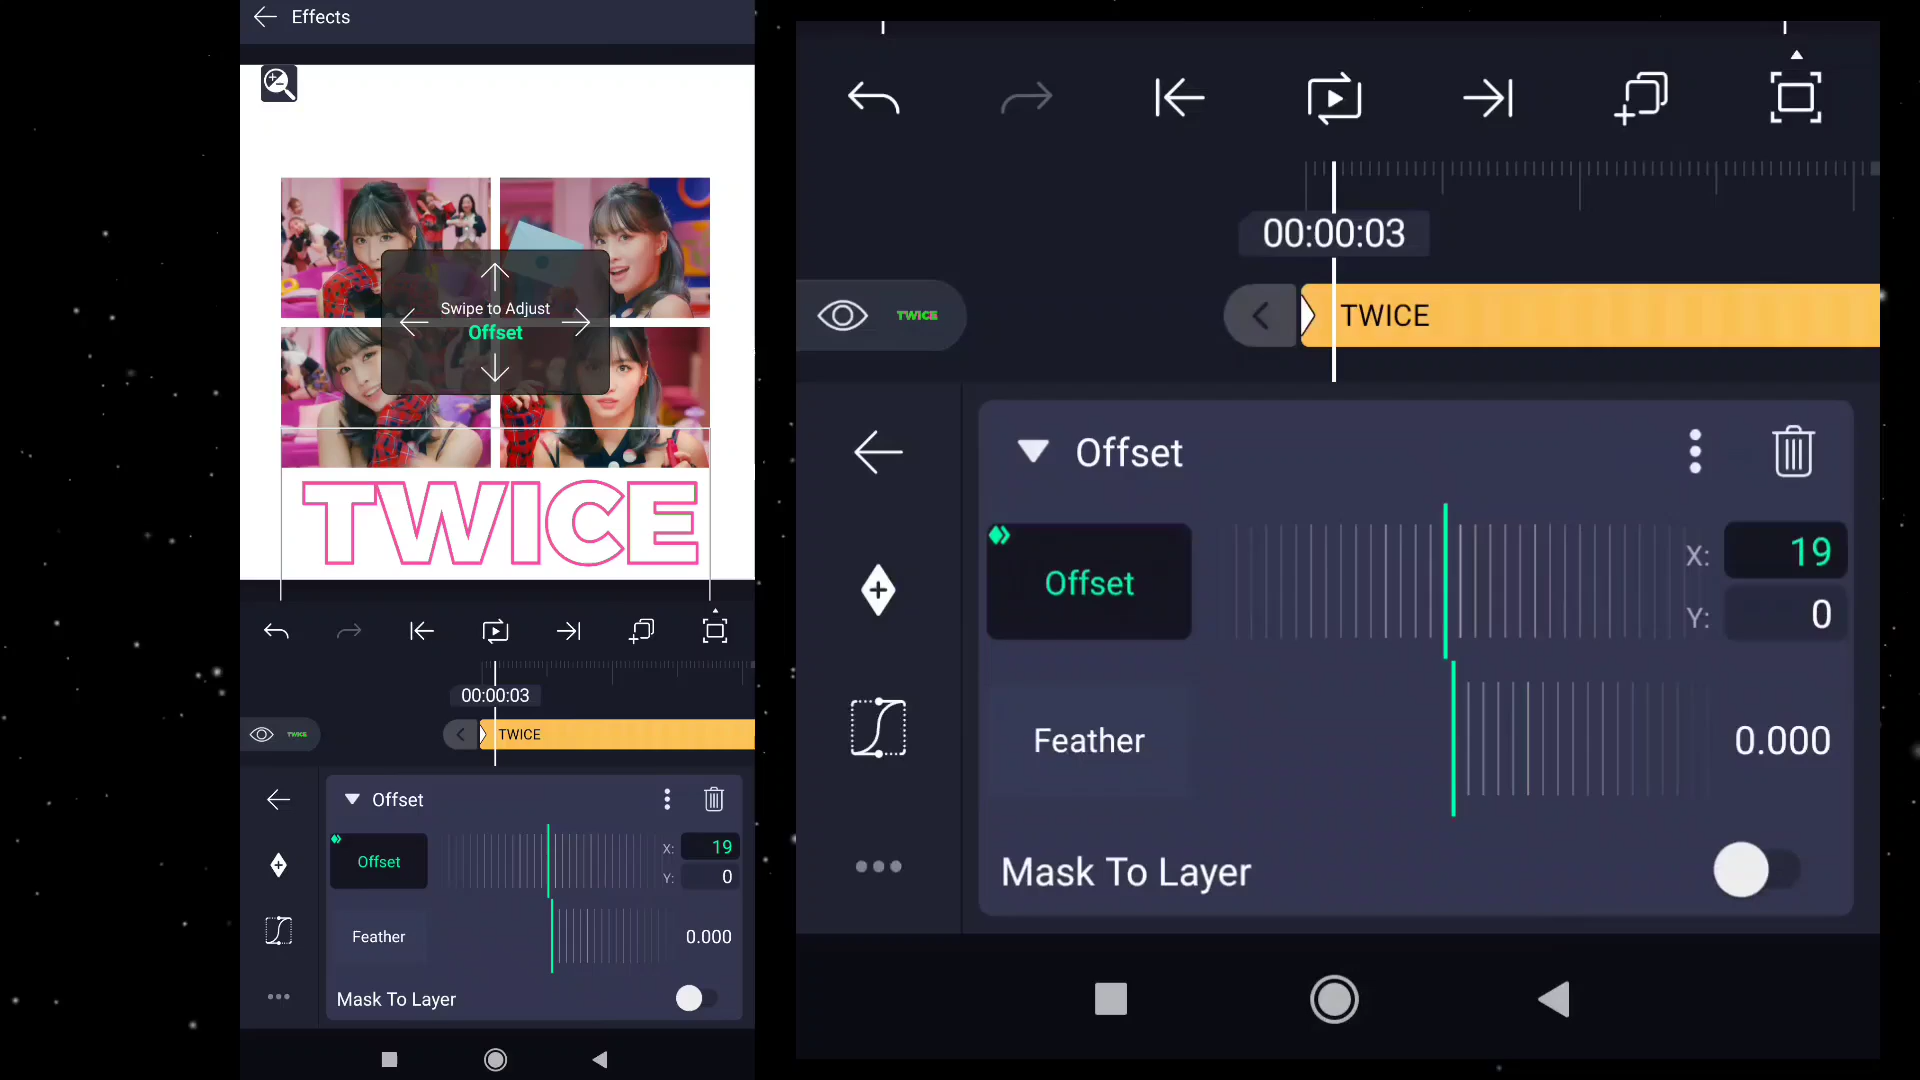 Effects
Swipe to Adjust
Offset
TWICE
00:00:03
TWICE
TWICE
Offset
Offset
X: 19
Y: 0
Feather
0.000
Mask To Layer
00:00:03
TWICE
TWICE
Offset
Offset
X: 19
Y: 0
Feather
0.000
Mask To Layer